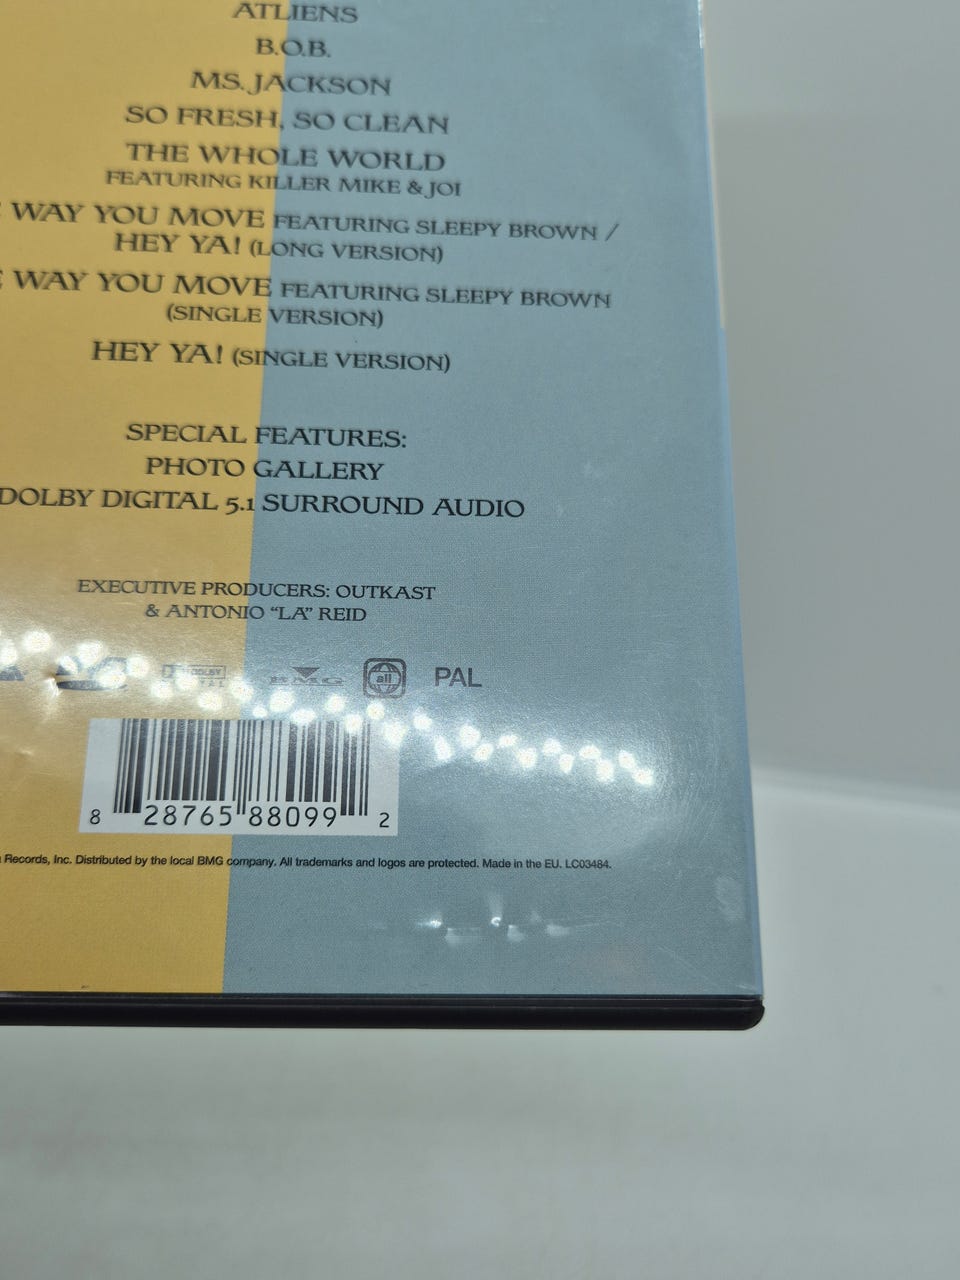 ATLIENS
B.O.B.
MS. JACKSON
SO FRESH, SO CLEAN
THE WHOLE WORLD
FEATURING KILLER MIKE & JOI
WAY YOU MOVE FEATURING SLEEPY BROWN /
HEY YA! (LONG VERSION)
WAY YOU MOVE FEATURING SLEEPY BROWN
(SINGLE VERSION)
HEY YA! (SINGLE VERSION)
SPECIAL FEATURES:
PHOTO GALLERY
DOLBY DIGITAL 5.1 SURROUND AUDIO
EXECUTIVE PRODUCERS: OUTKAST
& ANTONIO “LA” REID
DOLBY BMG all PAL
8 28765 88099 2
Records, Inc. Distributed by the local BMG company. All trademarks and logos are protected. Made in the EU. LC03484.